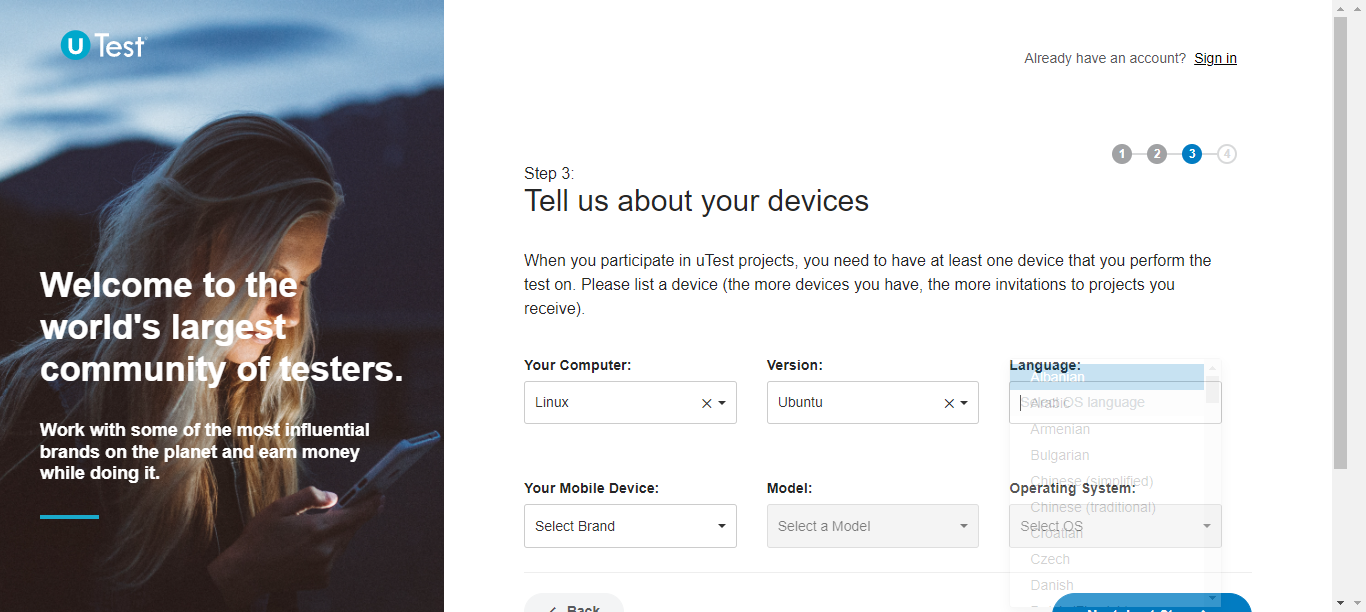 U Test
Already have an account? Sign in
1 2 3 4
Step 3:
Tell us about your devices
Welcome to the
world's largest
community of testers.
Work with some of the most influential
brands on the planet and earn money
while doing it.
When you participate in uTest projects, you need to have at least one device that you perform the
test on. Please list a device (the more devices you have, the more invitations to projects you
receive).
Your Computer: Version: Language:
Linux Ubuntu Select OS language
Albanian
Arabic
Armenian
Bulgarian
Chinese (simplified)
Chinese (traditional)
Croatian
Czech
Danish
Your Mobile Device: Model: Operating System:
Select Brand Select a Model Select OS
Back